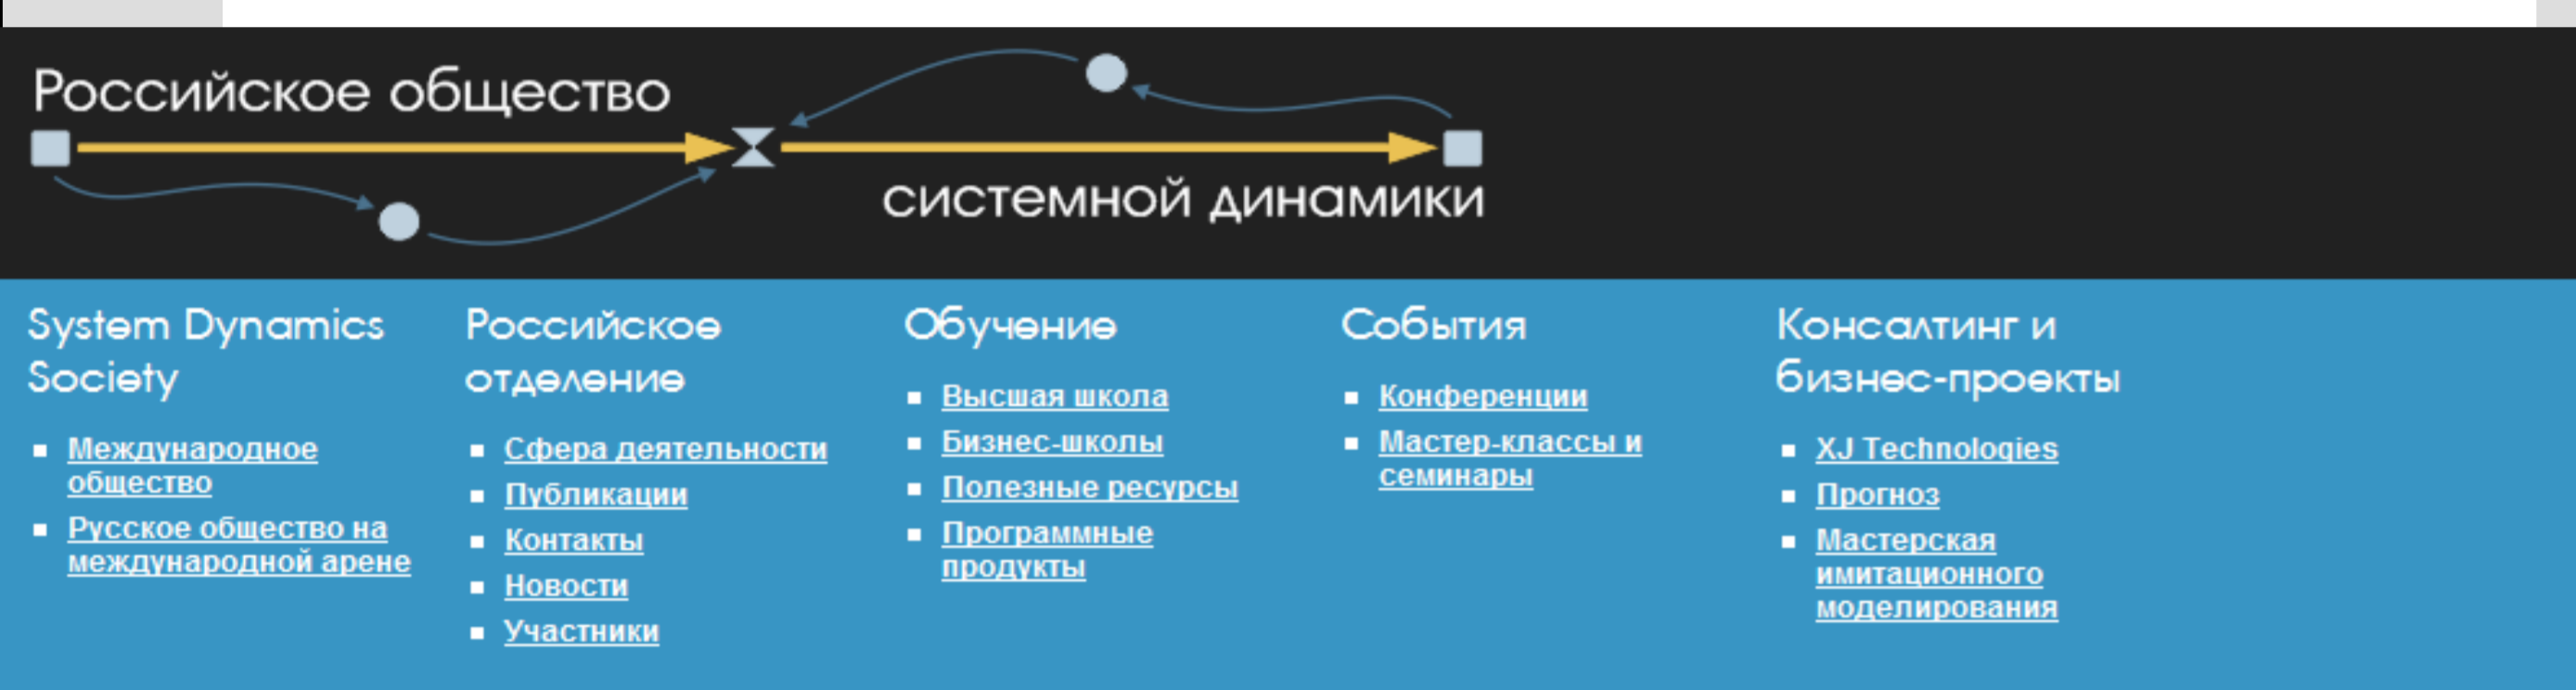 Российское общество
системной динамики
System Dynamics
Society
Международное
общество
Русское общество на
международной арене
Российское
отделение
Сфера деятельности
Публикации
Контакты
Новости
Участники
Обучение
Высшая школа
Бизнес-школы
Полезные ресурсы
Программные
продукты
События
Конференции
Мастер-классы и
семинары
Консалтинг и
бизнес-проекты
XJ Technologies
Прогноз
Мастерская
имитационного
моделирования